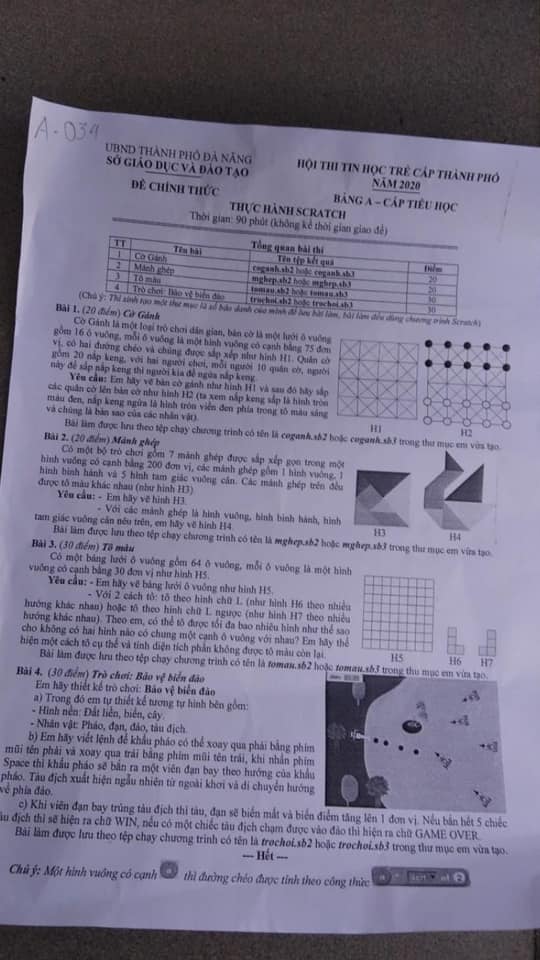 A-034
UBND THÀNH PHỐ ĐÀ NẴNG
SỞ GIÁO DỤC VÀ ĐÀO TẠO
ĐỀ CHÍNH THỨC
HỘI THI TIN HỌC TRẺ CẤP THÀNH PHỐ
NĂM 2020
BẢNG A – CẤP TIỂU HỌC
THỰC HÀNH SCRATCH
Thời gian: 90 phút (không kể thời gian giao đề)
Tổng quan bài thi
TT Tên bài Tên tệp kết quả Điểm
1 Cờ Gánh coganh.sb2 hoặc coganh.sb3 20
2 Mảnh ghép mghep.sb2 hoặc mghep.sb3 20
3 Tô màu tomau.sb2 hoặc tomau.sb3 30
4 Trò chơi: Bảo vệ biển đảo trochoi.sb2 hoặc trochoi.sb3 30
(Chú ý: Thí sinh tạo một thư mục là số báo danh của mình để lưu bài làm, bài làm đều dùng chương trình Scratch)
Bài 1. (20 điểm) Cờ Gánh
Cờ Gánh là một loại trò chơi dân gian, bàn cờ là một lưới ô vuông
gồm 16 ô vuông, mỗi ô vuông là một hình vuông có cạnh bằng 75 đơn
vị, có hai đường chéo và chúng được sắp xếp như hình H1. Quân cờ
gồm 20 nắp keng, với hai người chơi, mỗi người 10 quân cờ, người
này để sấp nắp keng thì người kia để ngửa nắp keng.
Yêu cầu: Em hãy vẽ bàn cờ gánh như hình H1 và sau đó hãy sắp
các quân cờ lên bàn cờ như hình H2 (ta xem nắp keng sấp là hình tròn
màu đen, nắp keng ngửa là hình tròn viền đen phía trong tô màu sáng
và chúng là bản sao của các nhân vật).
Bài làm được lưu theo tệp chạy chương trình có tên là coganh.sb2 hoặc coganh.sb3 trong thư mục em vừa tạo.
H1
H2
Bài 2. (20 điểm) Mảnh ghép
Có một bộ trò chơi gồm 7 mảnh ghép được sắp xếp gọn trong một
hình vuông có cạnh bằng 200 đơn vị, các mảnh ghép gồm 1 hình vuông, 1
hình bình hành và 5 hình tam giác vuông cân. Các mảnh ghép trên đều
được tô màu khác nhau (như hình H3)
Yêu cầu: - Em hãy vẽ hình H3.
- Với các mảnh ghép là hình vuông, hình bình hành, hình
tam giác vuông cân nêu trên, em hãy vẽ hình H4.
Bài làm được lưu theo tệp chạy chương trình có tên là mghep.sb2 hoặc mghep.sb3 trong thư mục em vừa tạo.
H3
H4
Bài 3. (30 điểm) Tô màu
Có một bảng lưới ô vuông gồm 64 ô vuông, mỗi ô vuông là một hình
vuông có cạnh bằng 30 đơn vị như hình H5.
Yêu cầu: - Em hãy vẽ bảng lưới ô vuông như hình H5.
- Với 2 cách tô: tô theo hình chữ L (như hình H6 theo nhiều
hướng khác nhau) hoặc tô theo hình chữ L ngược (như hình H7 theo nhiều
hướng khác nhau). Theo em, có thể tô được tối đa bao nhiêu hình như thế sao
cho không có hai hình nào có chung một cạnh ô vuông với nhau? Em hãy thể
hiện một cách tô cụ thể và tính diện tích phần không được tô màu còn lại.
Bài làm được lưu theo tệp chạy chương trình có tên là tomau.sb2 hoặc tomau.sb3 trong thu mục em vừa tạo.
H5
H6
H7
Bài 4. (30 điểm) Trò chơi: Bảo vệ biển đảo
Em hãy thiết kế trò chơi: Bảo vệ biển đảo
a) Trong đó em tự thiết kế tương tự hình bên gồm:
- Hình nền: Đất liền, biển, cây.
- Nhân vật: Pháo, đạn, đảo, tàu địch.
b) Em hãy viết lệnh để khẩu pháo có thể xoay qua phải bằng phím
mũi tên phải và xoay qua trái bằng phím mũi tên trái, khi nhấn phím
Space thì khẩu pháo sẽ bắn ra một viên đạn bay theo hướng của khẩu
pháo. Tàu địch xuất hiện ngẫu nhiên từ ngoài khơi và di chuyển hướng
về phía đảo.
c) Khi viên đạn bay trúng tàu địch thì tàu, đạn sẽ biến mất và biến điểm tăng lên 1 đơn vị. Nếu bắn hết 5 chiếc
tàu địch thì sẽ hiện ra chữ WIN, nếu có một chiếc tàu địch chạm được vào đảo thì hiện ra chữ GAME OVER.
Bài làm được lưu theo tệp chạy chương trình có tên là trochoi.sb2 hoặc trochoi.sb3 trong thư mục em vừa tạo.
--- Hết ---
Chú ý: Một hình vuông có cạnh a thì đường chéo được tính theo công thức a * sqrt of 2